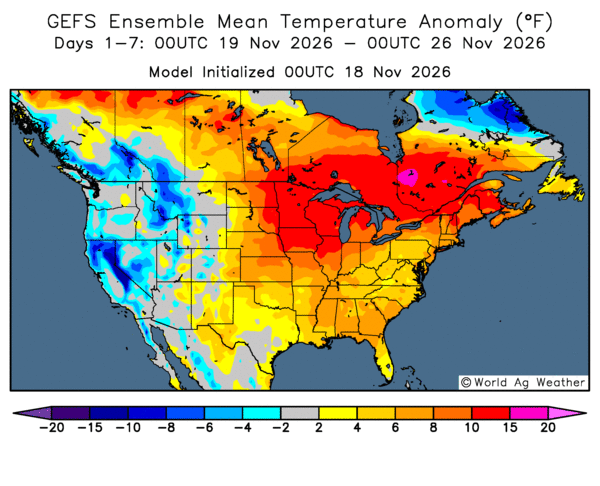 GEFS Ensemble Mean Temperature Anomaly (°F)
Days 1-7: 00UTC 19 Nov 2026 - 00UTC 26 Nov 2026
Model Initialized 00UTC 18 Nov 2026
©World Ag Weather
-20 -15 -10 -8 -6 -4 -2 2 4 6 8 10 15 20